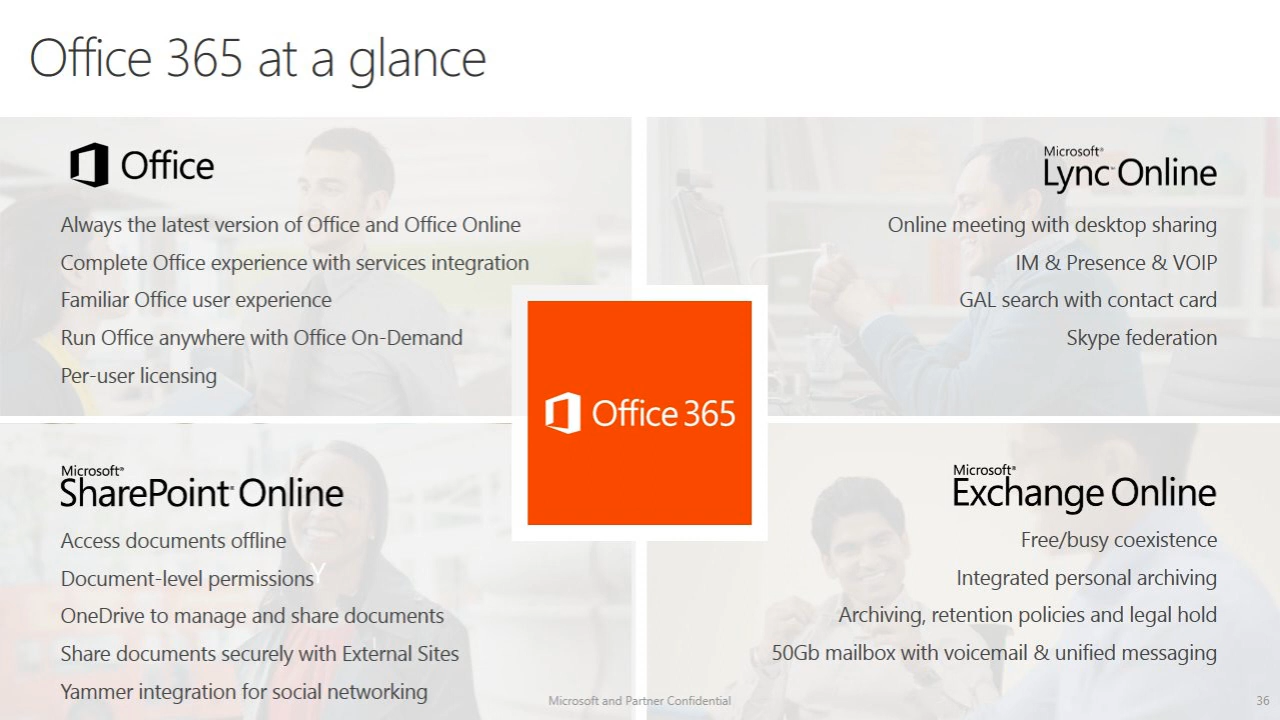 Office 365 at a glance
Office
Always the latest version of Office and Office Online
Complete Office experience with services integration
Familiar Office user experience
Run Office anywhere with Office On-Demand
Per-user licensing
Microsoft®
Lync™ Online
Online meeting with desktop sharing
IM & Presence & VOIP
GAL search with contact card
Skype federation
Office 365
Microsoft®
SharePoint® Online
Access documents offline
Document-level permissions
Y
OneDrive to manage and share documents
Share documents securely with External Sites
Yammer integration for social networking
Microsoft®
Exchange Online
Free/busy coexistence
Integrated personal archiving
Archiving, retention policies and legal hold
50Gb mailbox with voicemail & unified messaging
Microsoft and Partner Confidential
36